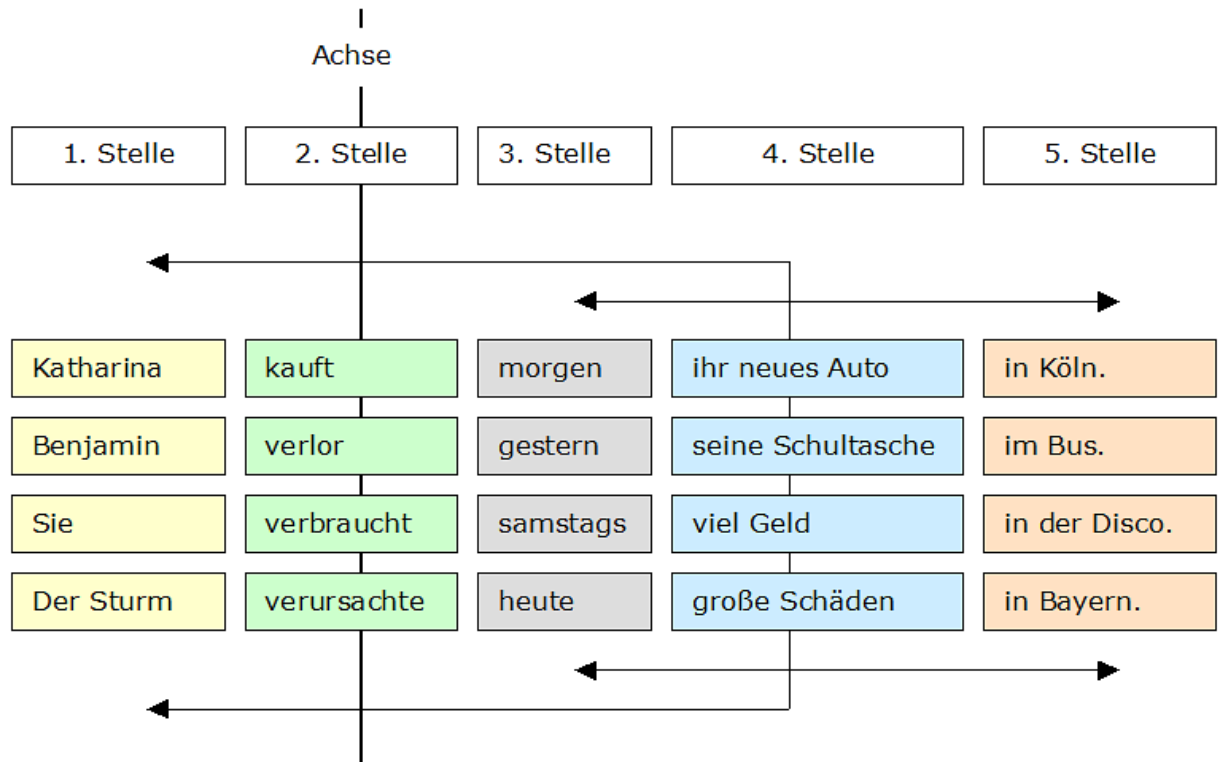 Achse
1. Stelle 2. Stelle 3. Stelle 4. Stelle 5. Stelle
Katharina kauft morgen ihr neues Auto in Köln.
Benjamin verlor gestern seine Schultasche im Bus.
Sie verbraucht samstags viel Geld in der Disco.
Der Sturm verursachte heute große Schäden in Bayern.